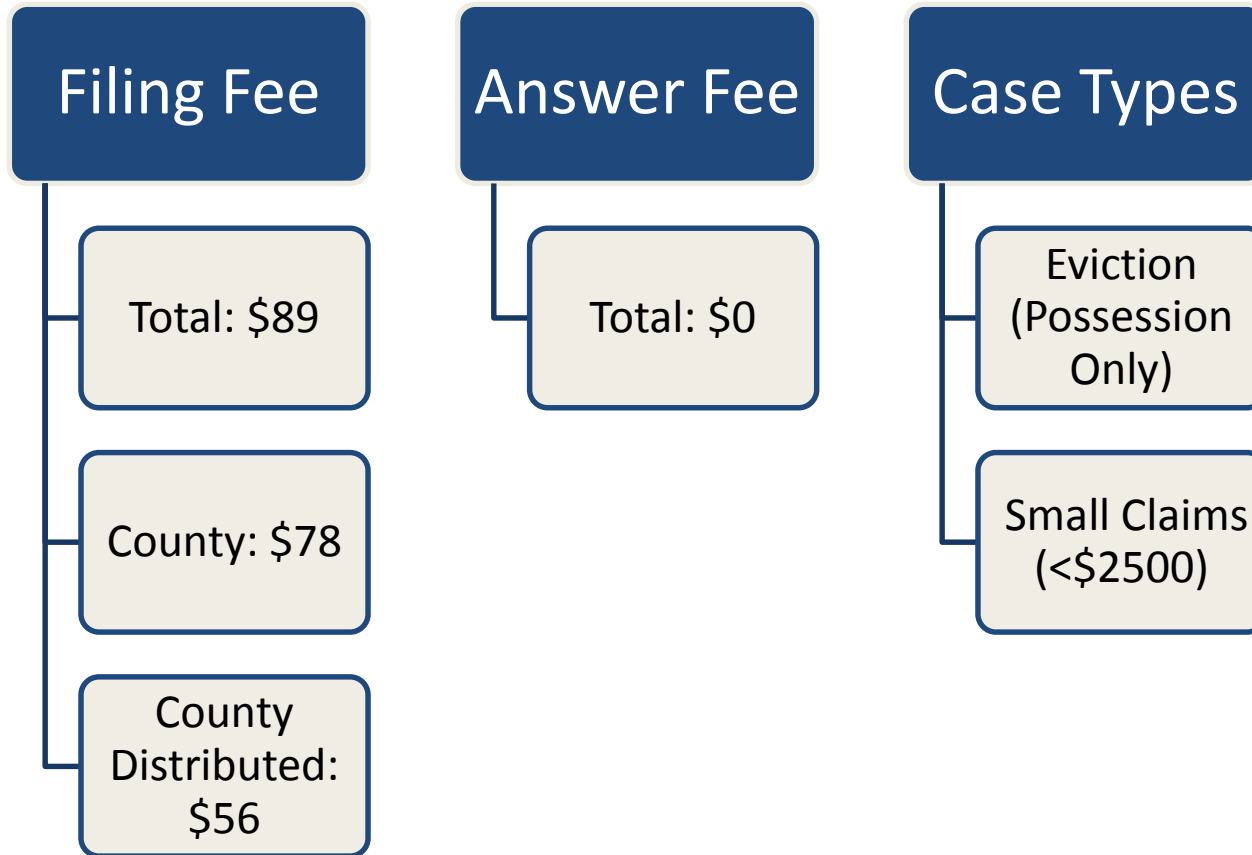 Filing Fee
Total: $89
County: $78
County
Distributed:
$56
Answer Fee
Total: $0
Case Types
Eviction
(Possession
Only)
Small Claims
(<$2500)